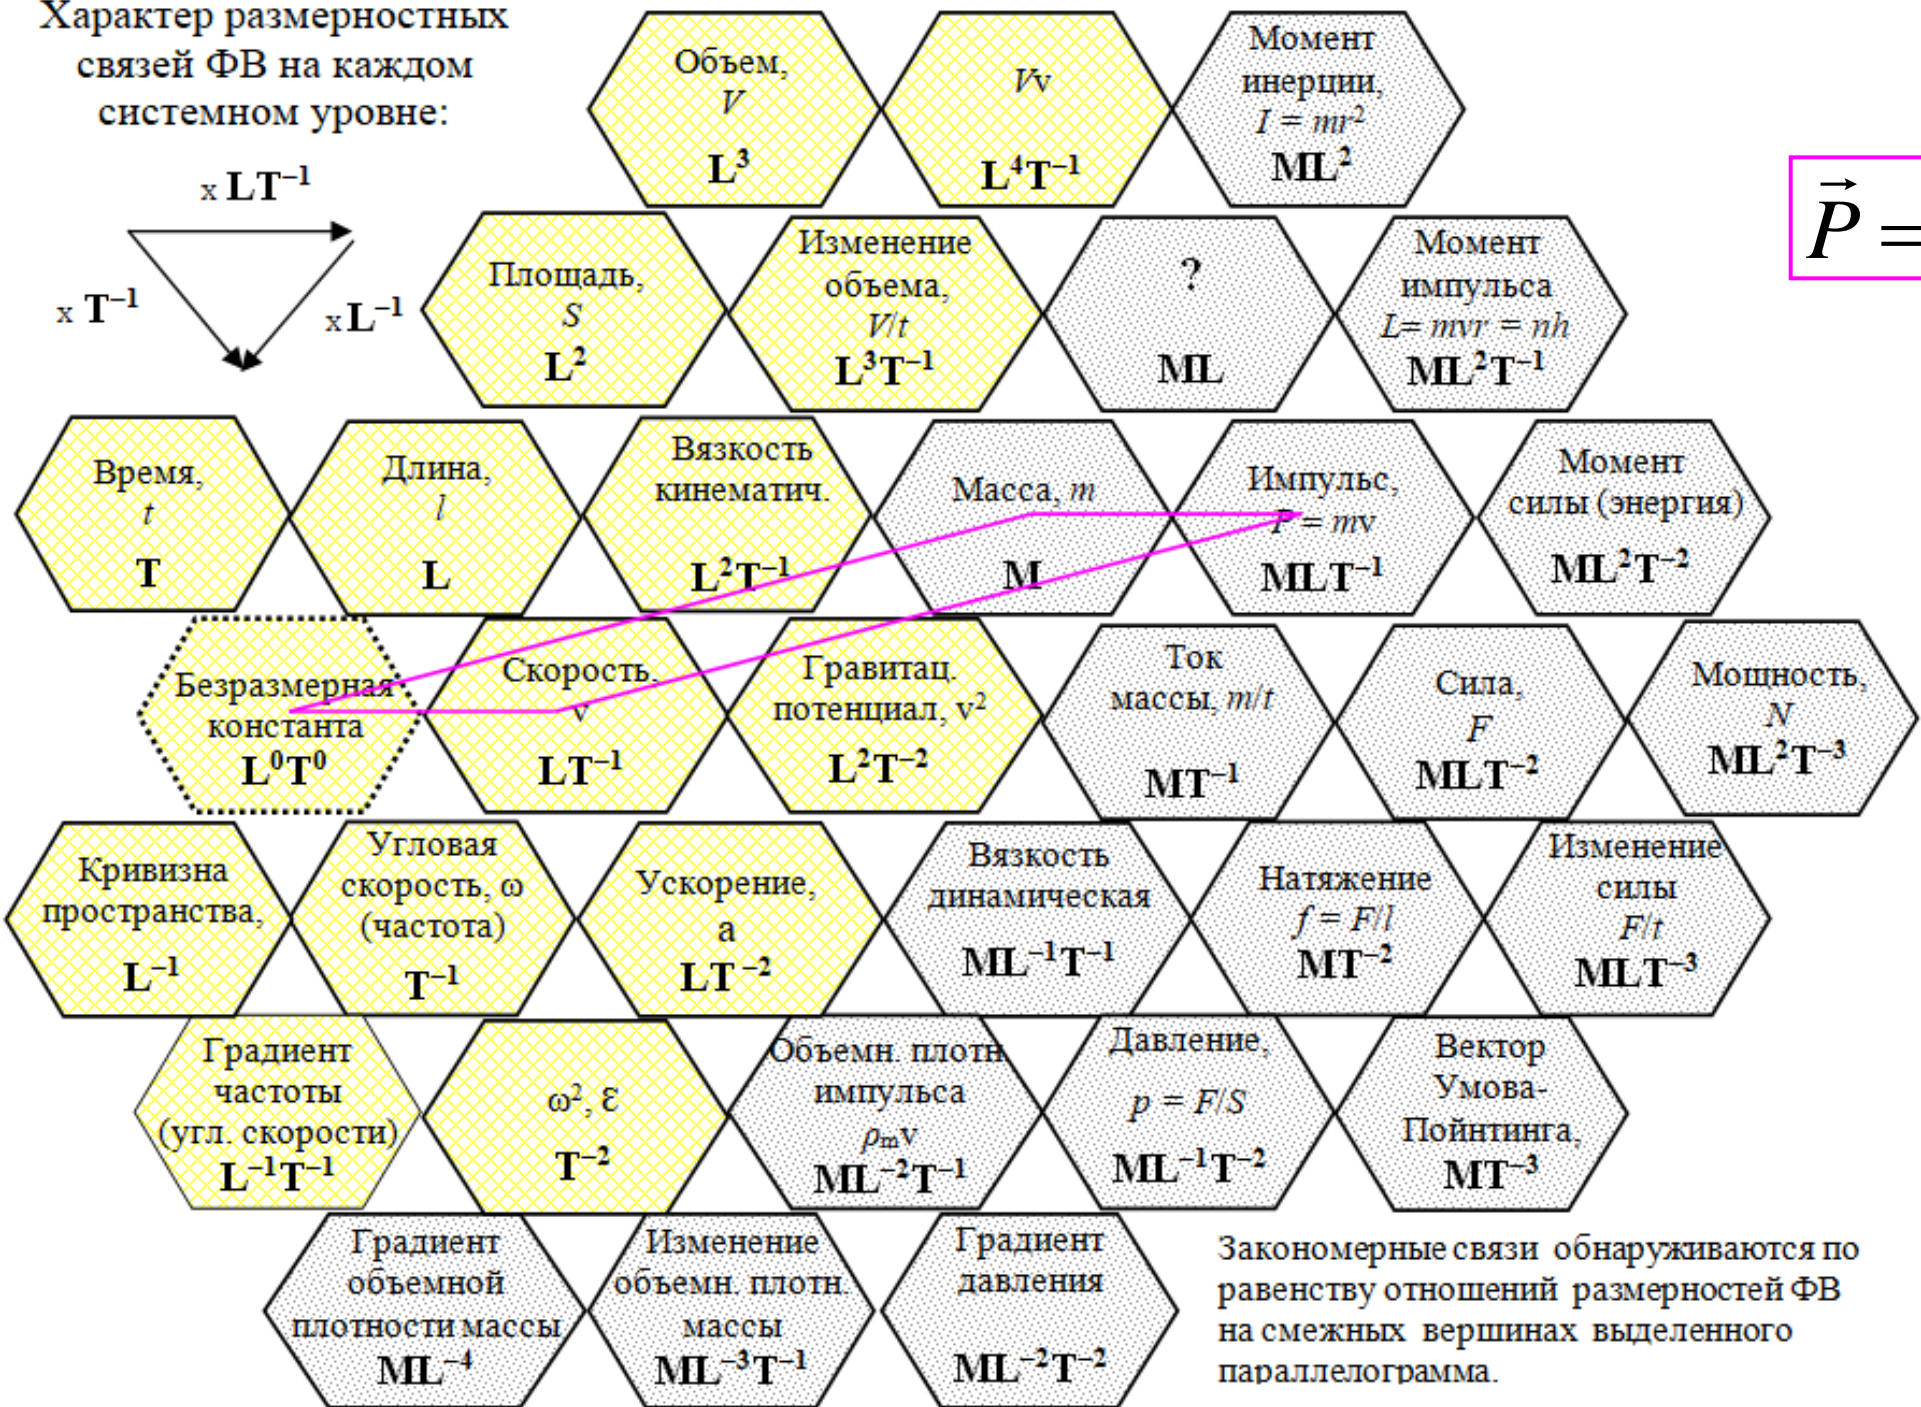 Характер размерностных
связей ФВ на каждом
системном уровне:
x LT⁻¹
x T⁻¹
x L⁻¹
Объем,
V
L³
Vv
L⁴T⁻¹
Момент
инерции,
I = mr²
ML²
P⃗ =
Площадь,
S
L²
Изменение
объема,
V/t
L³T⁻¹
?
ML
Момент
импульса
L= mvr = nh
ML²T⁻¹
Время,
t
T
Длина,
l
L
Вязкость
кинематич.
L²T⁻¹
Масса, m
M
Импульс,
P = mv
MLT⁻¹
Момент
силы (энергия)
ML²T⁻²
Безразмерная
константа
L⁰T⁰
Скорость.
v
LT⁻¹
Гравитац.
потенциал, v²
L²T⁻²
Ток
массы, m/t
MT⁻¹
Сила,
F
MLT⁻²
Мощность,
N
ML²T⁻³
Кривизна
пространства,
L⁻¹
Угловая
скорость, ω
(частота)
T⁻¹
Ускорение,
a
LT⁻²
Вязкость
динамическая
ML⁻¹T⁻¹
Натяжение
f = F/l
MT⁻²
Изменение
силы
F/t
MLT⁻³
Градиент
частоты
(угл. скорости)
L⁻¹T⁻¹
ω², ε
T⁻²
Объемн. плотн
импульса
ρₘv
ML⁻²T⁻¹
Давление,
p = F/S
ML⁻¹T⁻²
Вектор
Умова-
Пойнтинга,
MT⁻³
Градиент
объемной
плотности массы
ML⁻⁴
Изменение
объемн. плотн.
массы
ML⁻³T⁻¹
Градиент
давления
ML⁻²T⁻²
Закономерные связи обнаруживаются по
равенству отношений размерностей ФВ
на смежных вершинах выделенного
параллелограмма.